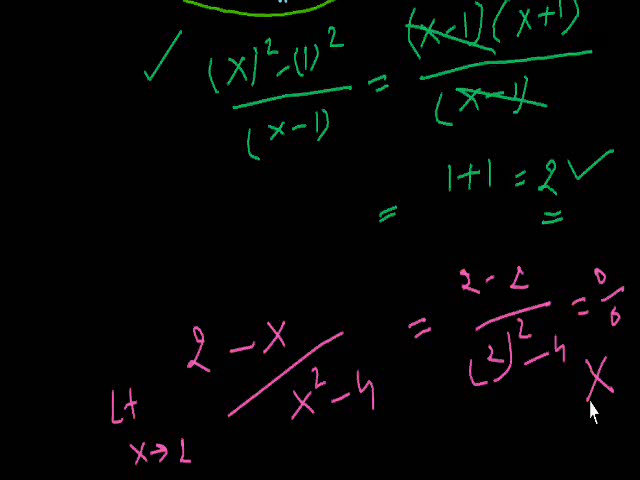 ✓ (x)² - (1)² / (x-1) = (x-1)(x+1) / (x-1)
1+1 = 2 ✓
= =
Lt x→2 2-x / x²-4 = 2-2 / (2)²-4 = 0/0 X